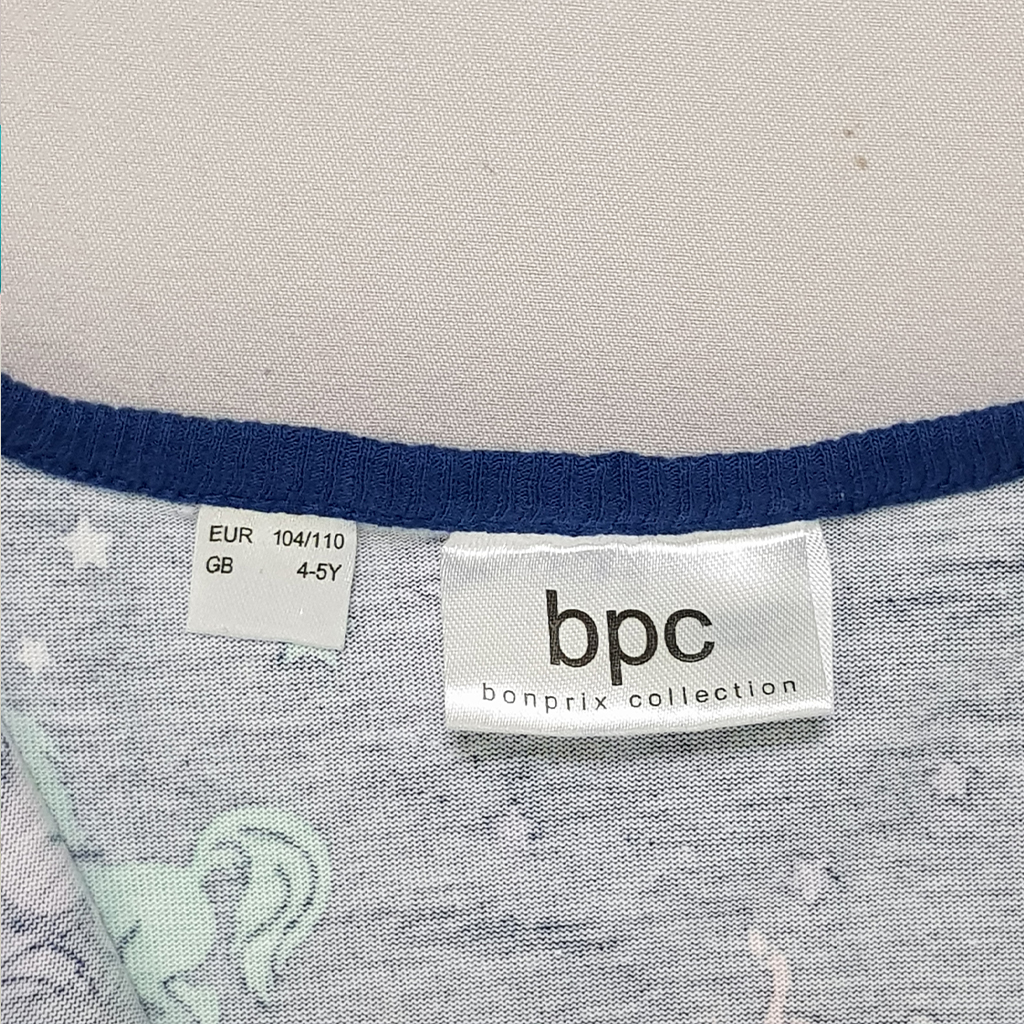 EUR 104/110
GB 4-5Y
bpc
bonprix collection